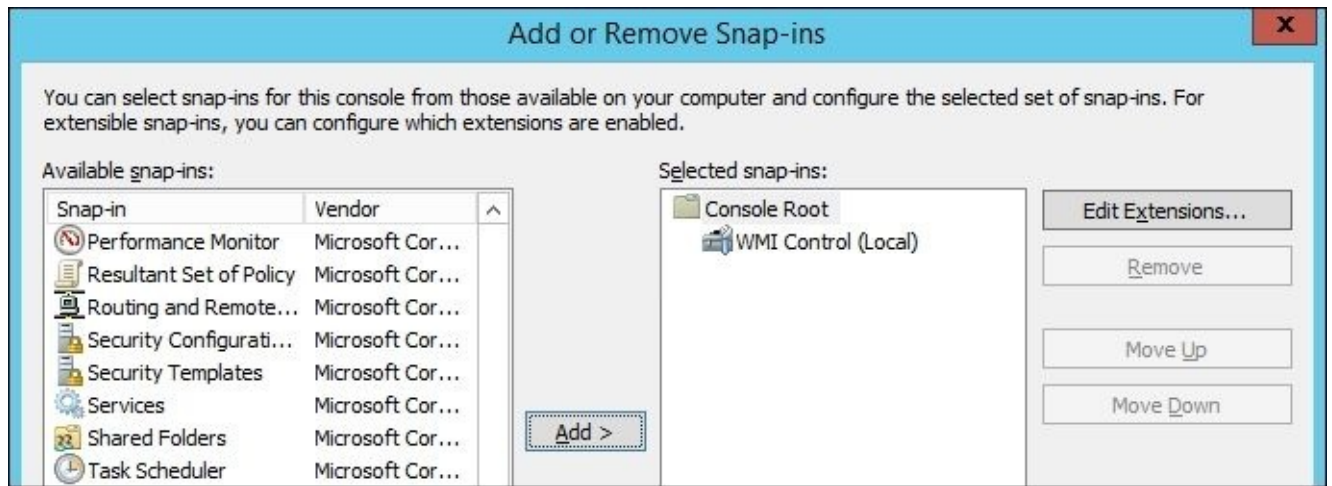 Add or Remove Snap-ins
X
You can select snap-ins for this console from those available on your computer and configure the selected set of snap-ins. For
extensible snap-ins, you can configure which extensions are enabled.
Available snap-ins:
Snap-in Vendor
Performance Monitor Microsoft Cor...
Resultant Set of Policy Microsoft Cor...
Routing and Remote... Microsoft Cor...
Security Configurati... Microsoft Cor...
Security Templates Microsoft Cor...
Services Microsoft Cor...
Shared Folders Microsoft Cor...
Task Scheduler Microsoft Cor...
Add >
Selected snap-ins:
Console Root
WMI Control (Local)
Edit Extensions...
Remove
Move Up
Move Down